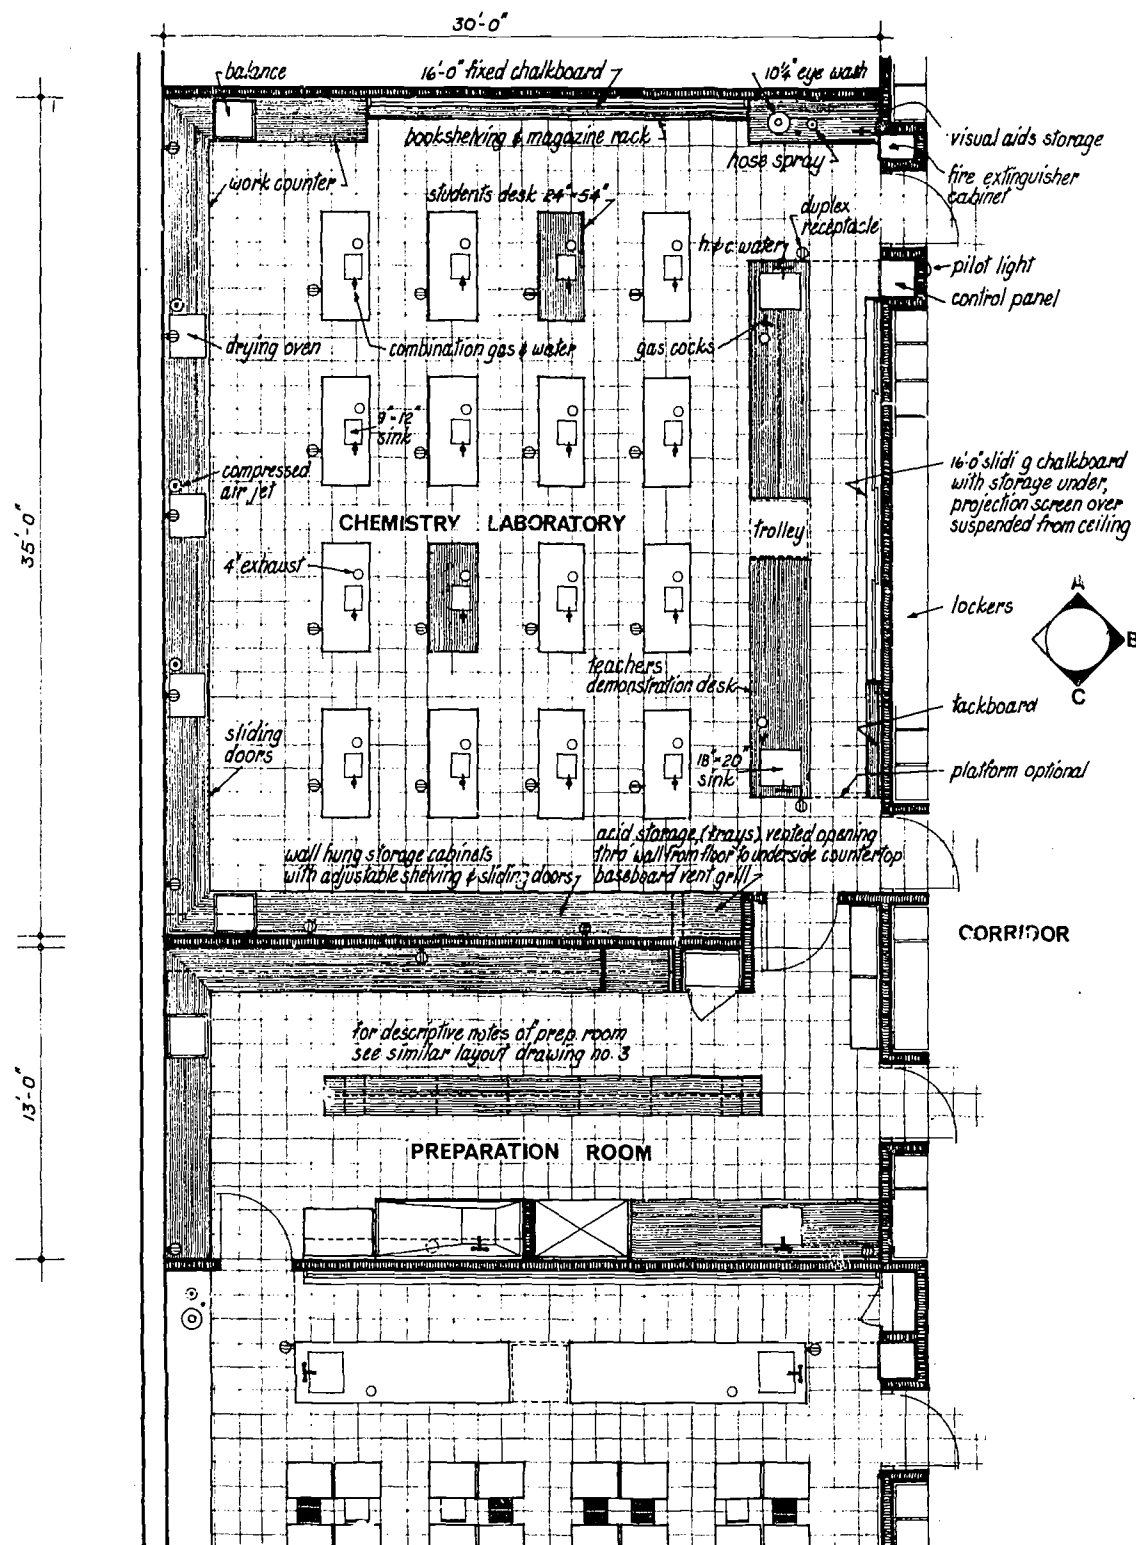 30'-0"
balance
16'-0" fixed chalkboard
10¼" eye wash
bookshelving & magazine rack
hose spray
visual aids storage
fire extinguisher
cabinet
work counter
students desk 24"-54"
duplex
receptacle
h & c water
pilot light
control panel
drying oven
combination gas & water
gas cocks
9"-12"
sink
compressed
air jet
16'-0" slidi g chalkboard
with storage under,
projection screen over
suspended from ceiling
CHEMISTRY LABORATORY
trolley
35'-0"
4" exhaust
lockers
A
B
C
teachers
demonstration desk
tackboard
sliding
doors
18"-20"
sink
platform optional
wall hung storage cabinets
with adjustable shelving & sliding doors
acid storage (trays) vented opening
thro' wall from floor to underside countertop
baseboard vent grill
CORRIDOR
for descriptive notes of prep. room
see similar layout drawing no. 3
13'-0"
PREPARATION ROOM